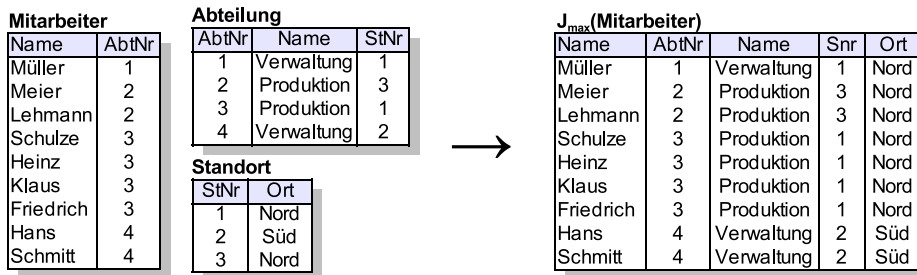 Mitarbeiter
Name AbtNr
Müller 1
Meier 2
Lehmann 2
Schulze 3
Heinz 3
Klaus 3
Friedrich 3
Hans 4
Schmitt 4
Abteilung
AbtNr Name StNr
1 Verwaltung 1
2 Produktion 3
3 Produktion 1
4 Verwaltung 2
Standort
StNr Ort
1 Nord
2 Süd
3 Nord
→
Jmax(Mitarbeiter)
Name AbtNr Name Snr Ort
Müller 1 Verwaltung 1 Nord
Meier 2 Produktion 3 Nord
Lehmann 2 Produktion 3 Nord
Schulze 3 Produktion 1 Nord
Heinz 3 Produktion 1 Nord
Klaus 3 Produktion 1 Nord
Friedrich 3 Produktion 1 Nord
Hans 4 Verwaltung 2 Süd
Schmitt 4 Verwaltung 2 Süd